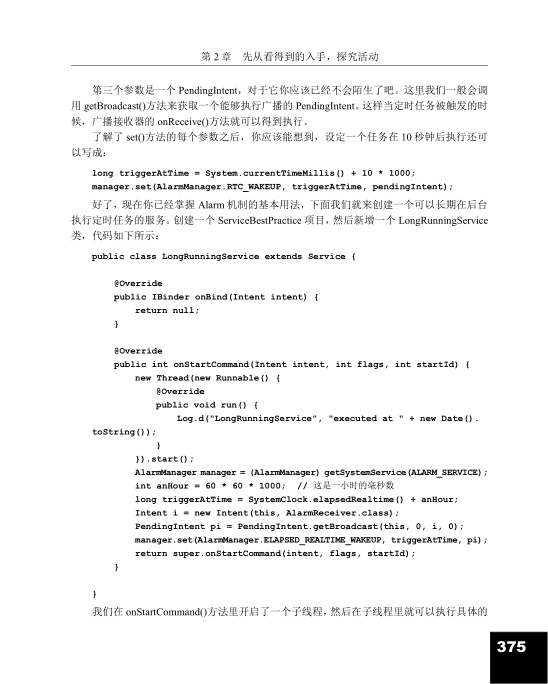 第 2 章 先从看得到的入手，探究活动
第三个参数是一个 PendingIntent，对于它你应该已经不会陌生了吧。这里我们一般会调
用 getBroadcast()方法来获取一个能够执行广播的 PendingIntent。这样当定时任务被触发的时
候，广播接收器的 onReceive()方法就可以得到执行。
了解了 set()方法的每个参数之后，你应该能想到，设定一个任务在 10 秒钟后执行还可
以写成：
long triggerAtTime = System.currentTimeMillis() + 10 * 1000;
manager.set(AlarmManager.RTC_WAKEUP, triggerAtTime, pendingIntent);
好了，现在你已经掌握 Alarm 机制的基本用法，下面我们就来创建一个可以长期在后台
执行定时任务的服务。创建一个 ServiceBestPractice 项目，然后新增一个 LongRunningService
类，代码如下所示：
public class LongRunningService extends Service {
@Override
public IBinder onBind(Intent intent) {
return null;
}
@Override
public int onStartCommand(Intent intent, int flags, int startId) {
new Thread(new Runnable() {
@Override
public void run() {
Log.d("LongRunningService", "executed at " + new Date().
toString());
}
}).start();
AlarmManager manager = (AlarmManager) getSystemService(ALARM_SERVICE);
int anHour = 60 * 60 * 1000; // 这是一小时的毫秒数
long triggerAtTime = SystemClock.elapsedRealtime() + anHour;
Intent i = new Intent(this, AlarmReceiver.class);
PendingIntent pi = PendingIntent.getBroadcast(this, 0, i, 0);
manager.set(AlarmManager.ELAPSED_REALTIME_WAKEUP, triggerAtTime, pi);
return super.onStartCommand(intent, flags, startId);
}
}
我们在 onStartCommand()方法里开启了一个子线程，然后在子线程里就可以执行具体的
375